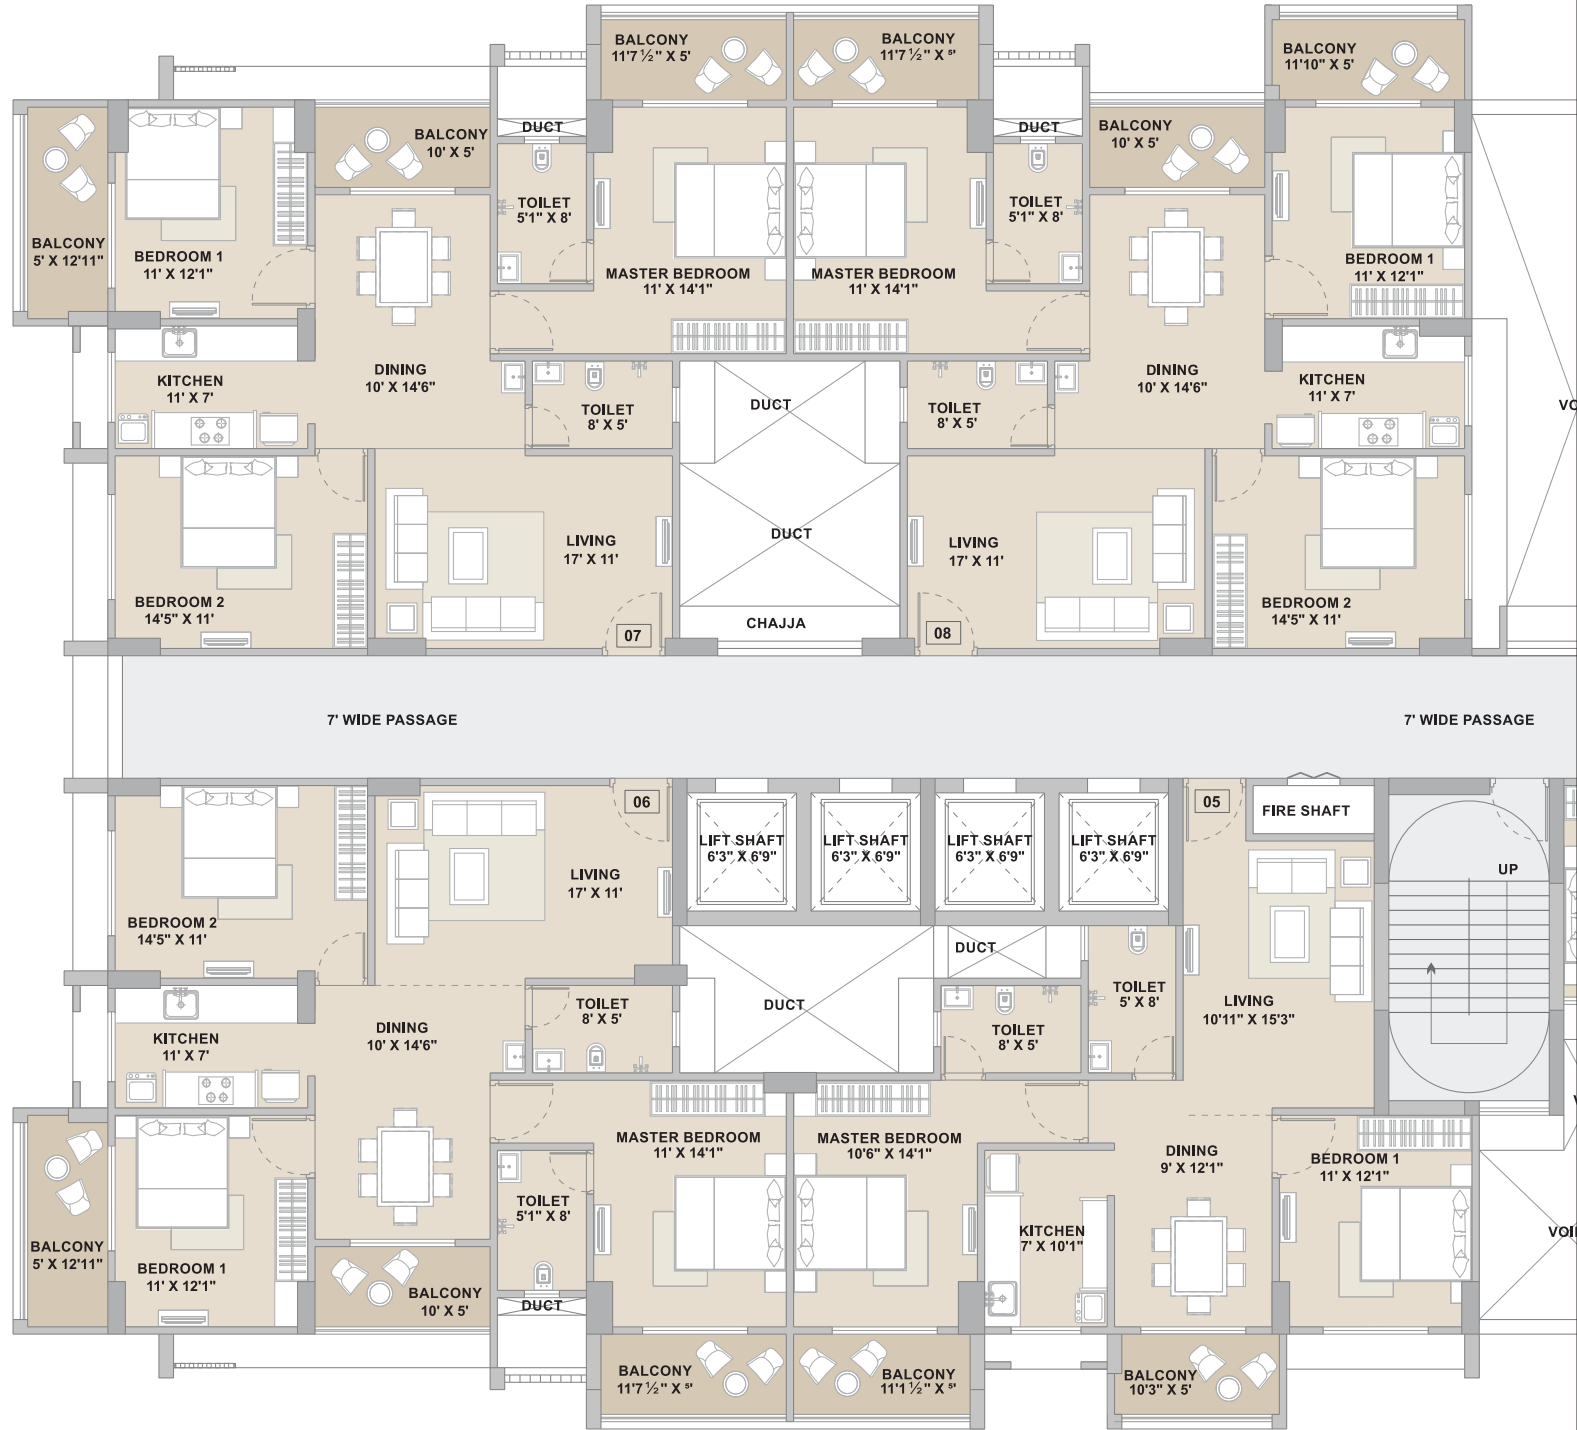 BALCONY
11'7 ½" X 5'
BALCONY
11'7 ½" X 5'
BALCONY
11'10" X 5'
BALCONY
10' X 5'
DUCT
DUCT
BALCONY
10' X 5'
BALCONY
5' X 12'11"
BEDROOM 1
11' X 12'1"
TOILET
5'1" X 8'
MASTER BEDROOM
11' X 14'1"
MASTER BEDROOM
11' X 14'1"
TOILET
5'1" X 8'
BEDROOM 1
11' X 12'1"
KITCHEN
11' X 7'
DINING
10' X 14'6"
TOILET
8' X 5'
DUCT
TOILET
8' X 5'
DINING
10' X 14'6"
KITCHEN
11' X 7'
BEDROOM 2
14'5" X 11'
LIVING
17' X 11'
07
DUCT
CHAJJA
LIVING
17' X 11'
08
BEDROOM 2
14'5" X 11'
7' WIDE PASSAGE
7' WIDE PASSAGE
06
05
FIRE SHAFT
LIFT SHAFT
6'3" X 6'9"
LIFT SHAFT
6'3" X 6'9"
LIFT SHAFT
6'3" X 6'9"
LIFT SHAFT
6'3" X 6'9"
UP
BEDROOM 2
14'5" X 11'
LIVING
17' X 11'
DUCT
KITCHEN
11' X 7'
DINING
10' X 14'6"
TOILET
8' X 5'
DUCT
TOILET
8' X 5'
TOILET
5' X 8'
LIVING
10'11" X 15'3"
MASTER BEDROOM
11' X 14'1"
MASTER BEDROOM
10'6" X 14'1"
DINING
9' X 12'1"
BEDROOM 1
11' X 12'1"
BALCONY
5' X 12'11"
BEDROOM 1
11' X 12'1"
TOILET
5'1" X 8'
KITCHEN
7' X 10'1"
BALCONY
10' X 5'
DUCT
BALCONY
11'7 ½" X 5'
BALCONY
11'1 ½" X 5'
BALCONY
10'3" X 5'